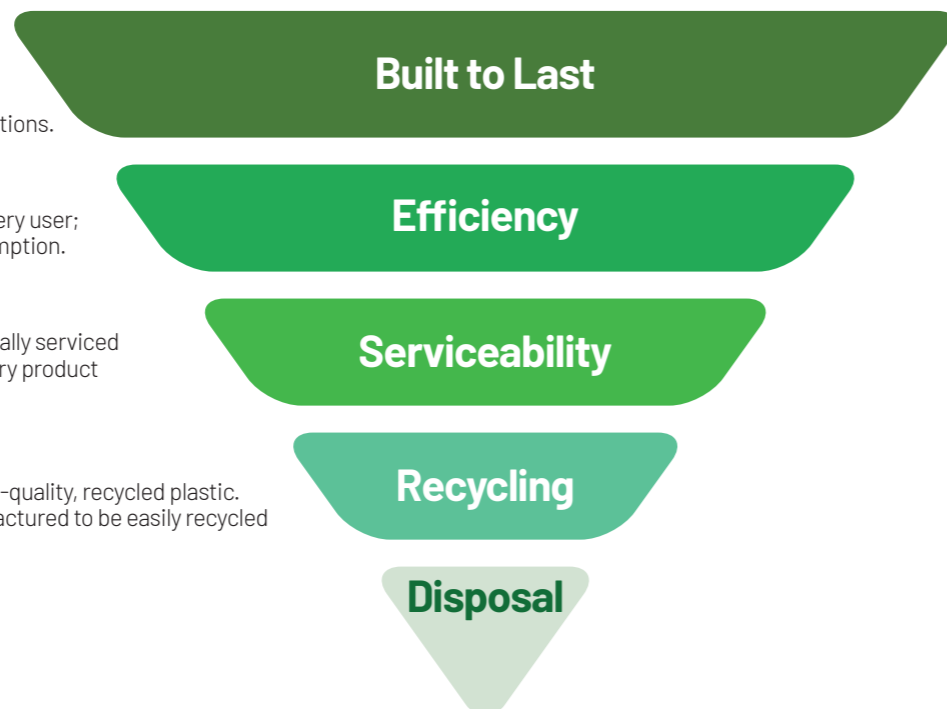 Built to Last
tions.
Efficiency
ery user;
mption.
Serviceability
ally serviced
ry product
Recycling
-quality, recycled plastic.
actured to be easily recycled
Disposal